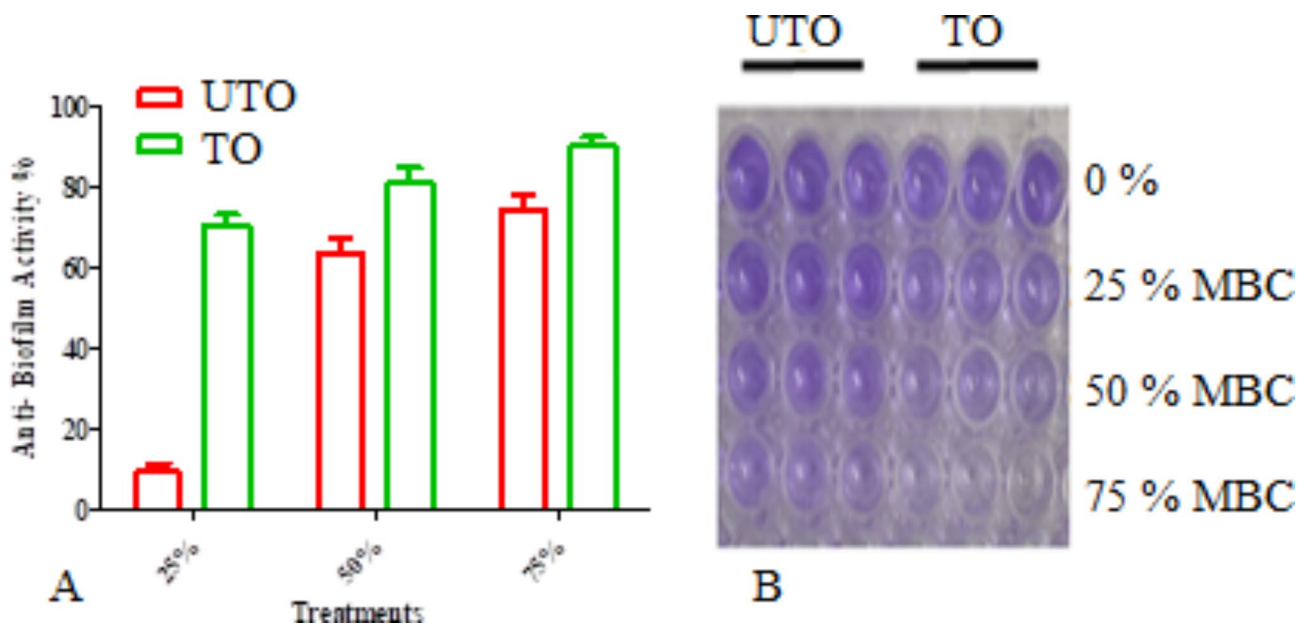 UTO
TO
100
80
60
40
20
0
Anti- Biofilm Activity %
25%
50%
75%
Treatments
A
UTO TO
0 %
25 % MBC
50 % MBC
75 % MBC
B